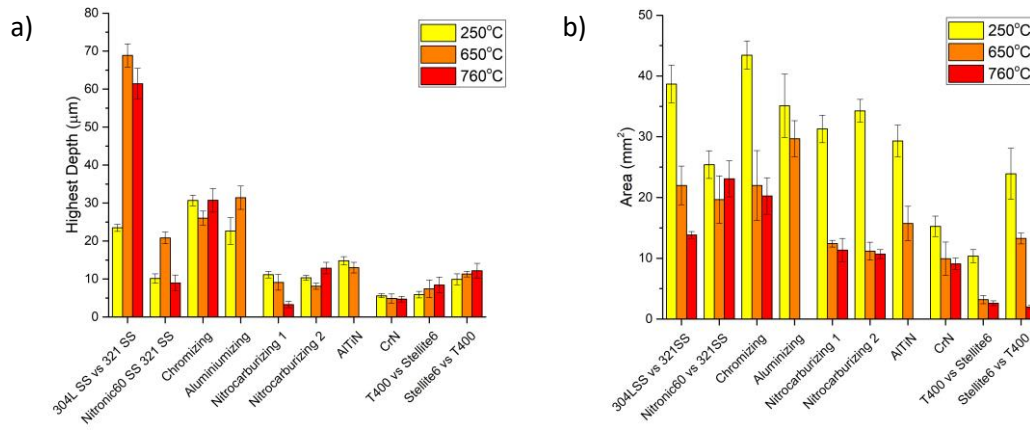 a)
Highest Depth (μm)
80
70
60
50
40
30
20
10
0
250°C
650°C
760°C
304L SS vs 321 SS
Nitronic60 SS 321 SS
Chromizing
Aluminiumizing
Nitrocarburizing 1
Nitrocarburizing 2
AlTiN
CrN
T400 vs Stellite6
Stellite6 vs T400
b)
Area (mm²)
50
40
30
20
10
0
250°C
650°C
760°C
304LSS vs 321SS
Nitronic60 vs 321SS
Chromizing
Aluminizing
Nitrocarburizing 1
Nitrocarburizing 2
AlTiN
CrN
T400 vs Stellite6
Stellite6 vs T400